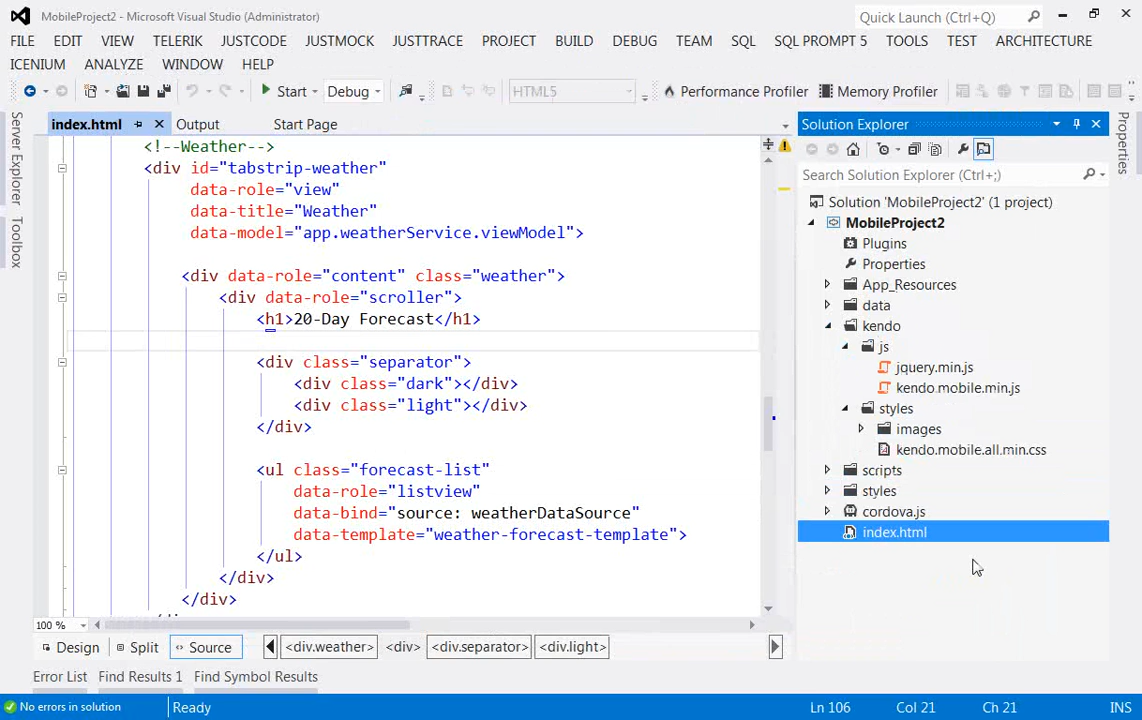 MobileProject2 - Microsoft Visual Studio (Administrator)
Quick Launch (Ctrl+Q)
FILE EDIT VIEW TELERIK JUSTCODE JUSTMOCK JUSTTRACE PROJECT BUILD DEBUG TEAM SQL SQL PROMPT 5 TOOLS TEST ARCHITECTURE
ICENIUM ANALYZE WINDOW HELP
Start Debug HTML5 Performance Profiler Memory Profiler
Server Explorer
Toolbox
index.html Output Start Page
<!--Weather-->
<div id="tabstrip-weather"
data-role="view"
data-title="Weather"
data-model="app.weatherService.viewModel">
<div data-role="content" class="weather">
<div data-role="scroller">
<h1>20-Day Forecast</h1>
<div class="separator">
<div class="dark"></div>
<div class="light"></div>
</div>
<ul class="forecast-list"
data-role="listview"
data-bind="source: weatherDataSource"
data-template="weather-forecast-template">
</ul>
</div>
</div>
100 %
Design Split Source <div.weather> <div> <div.separator> <div.light>
Solution Explorer
Search Solution Explorer (Ctrl+;)
Solution 'MobileProject2' (1 project)
MobileProject2
Plugins
Properties
App_Resources
data
kendo
js
jquery.min.js
kendo.mobile.min.js
styles
images
kendo.mobile.all.min.css
scripts
styles
cordova.js
index.html
Properties
Error List Find Results 1 Find Symbol Results
No errors in solution Ready Ln 106 Col 21 Ch 21 INS